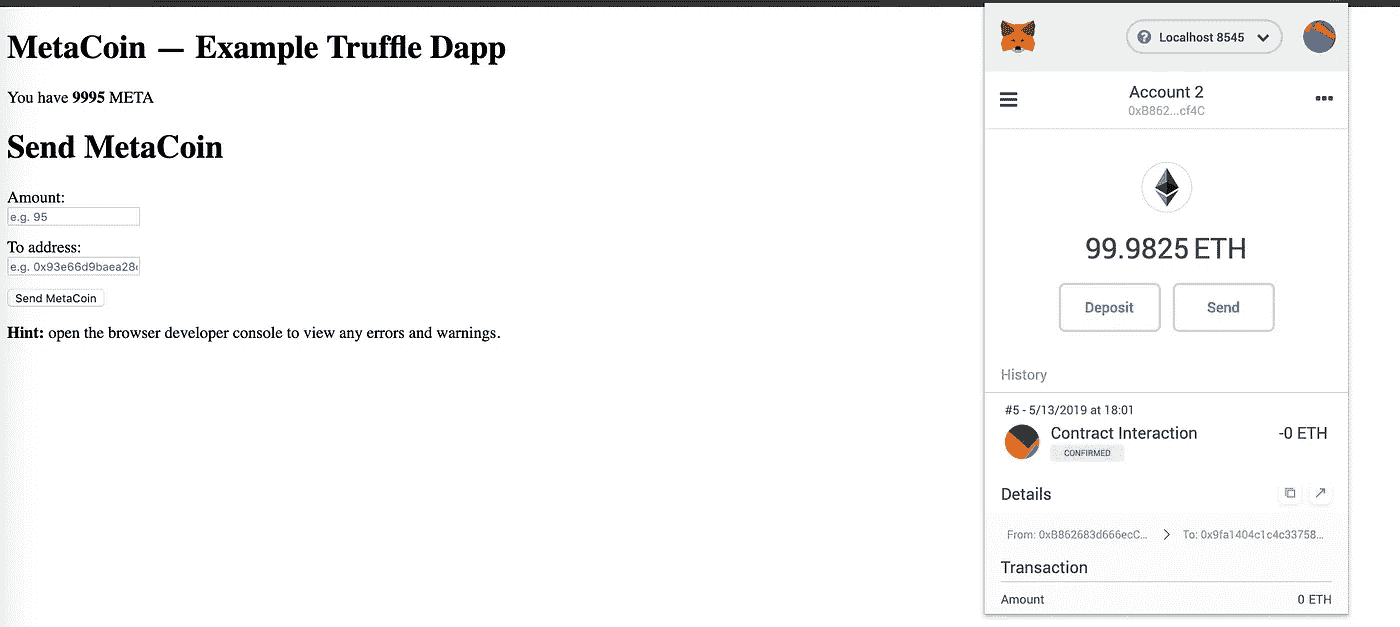 MetaCoin — Example Truffle Dapp
You have 9995 META
Send MetaCoin
Amount:
e.g. 95
To address:
e.g. 0x93e66d9baea28
Send MetaCoin
Hint: open the browser developer console to view any errors and warnings.
? Localhost 8545
Account 2
0xB862...cf4C
99.9825 ETH
Deposit Send
History
#5 - 5/13/2019 at 18:01
Contract Interaction -0 ETH
CONFIRMED
Details
From: 0xB862683d666ecC... To: 0x9fa1404c1c4c33758...
Transaction
Amount 0 ETH